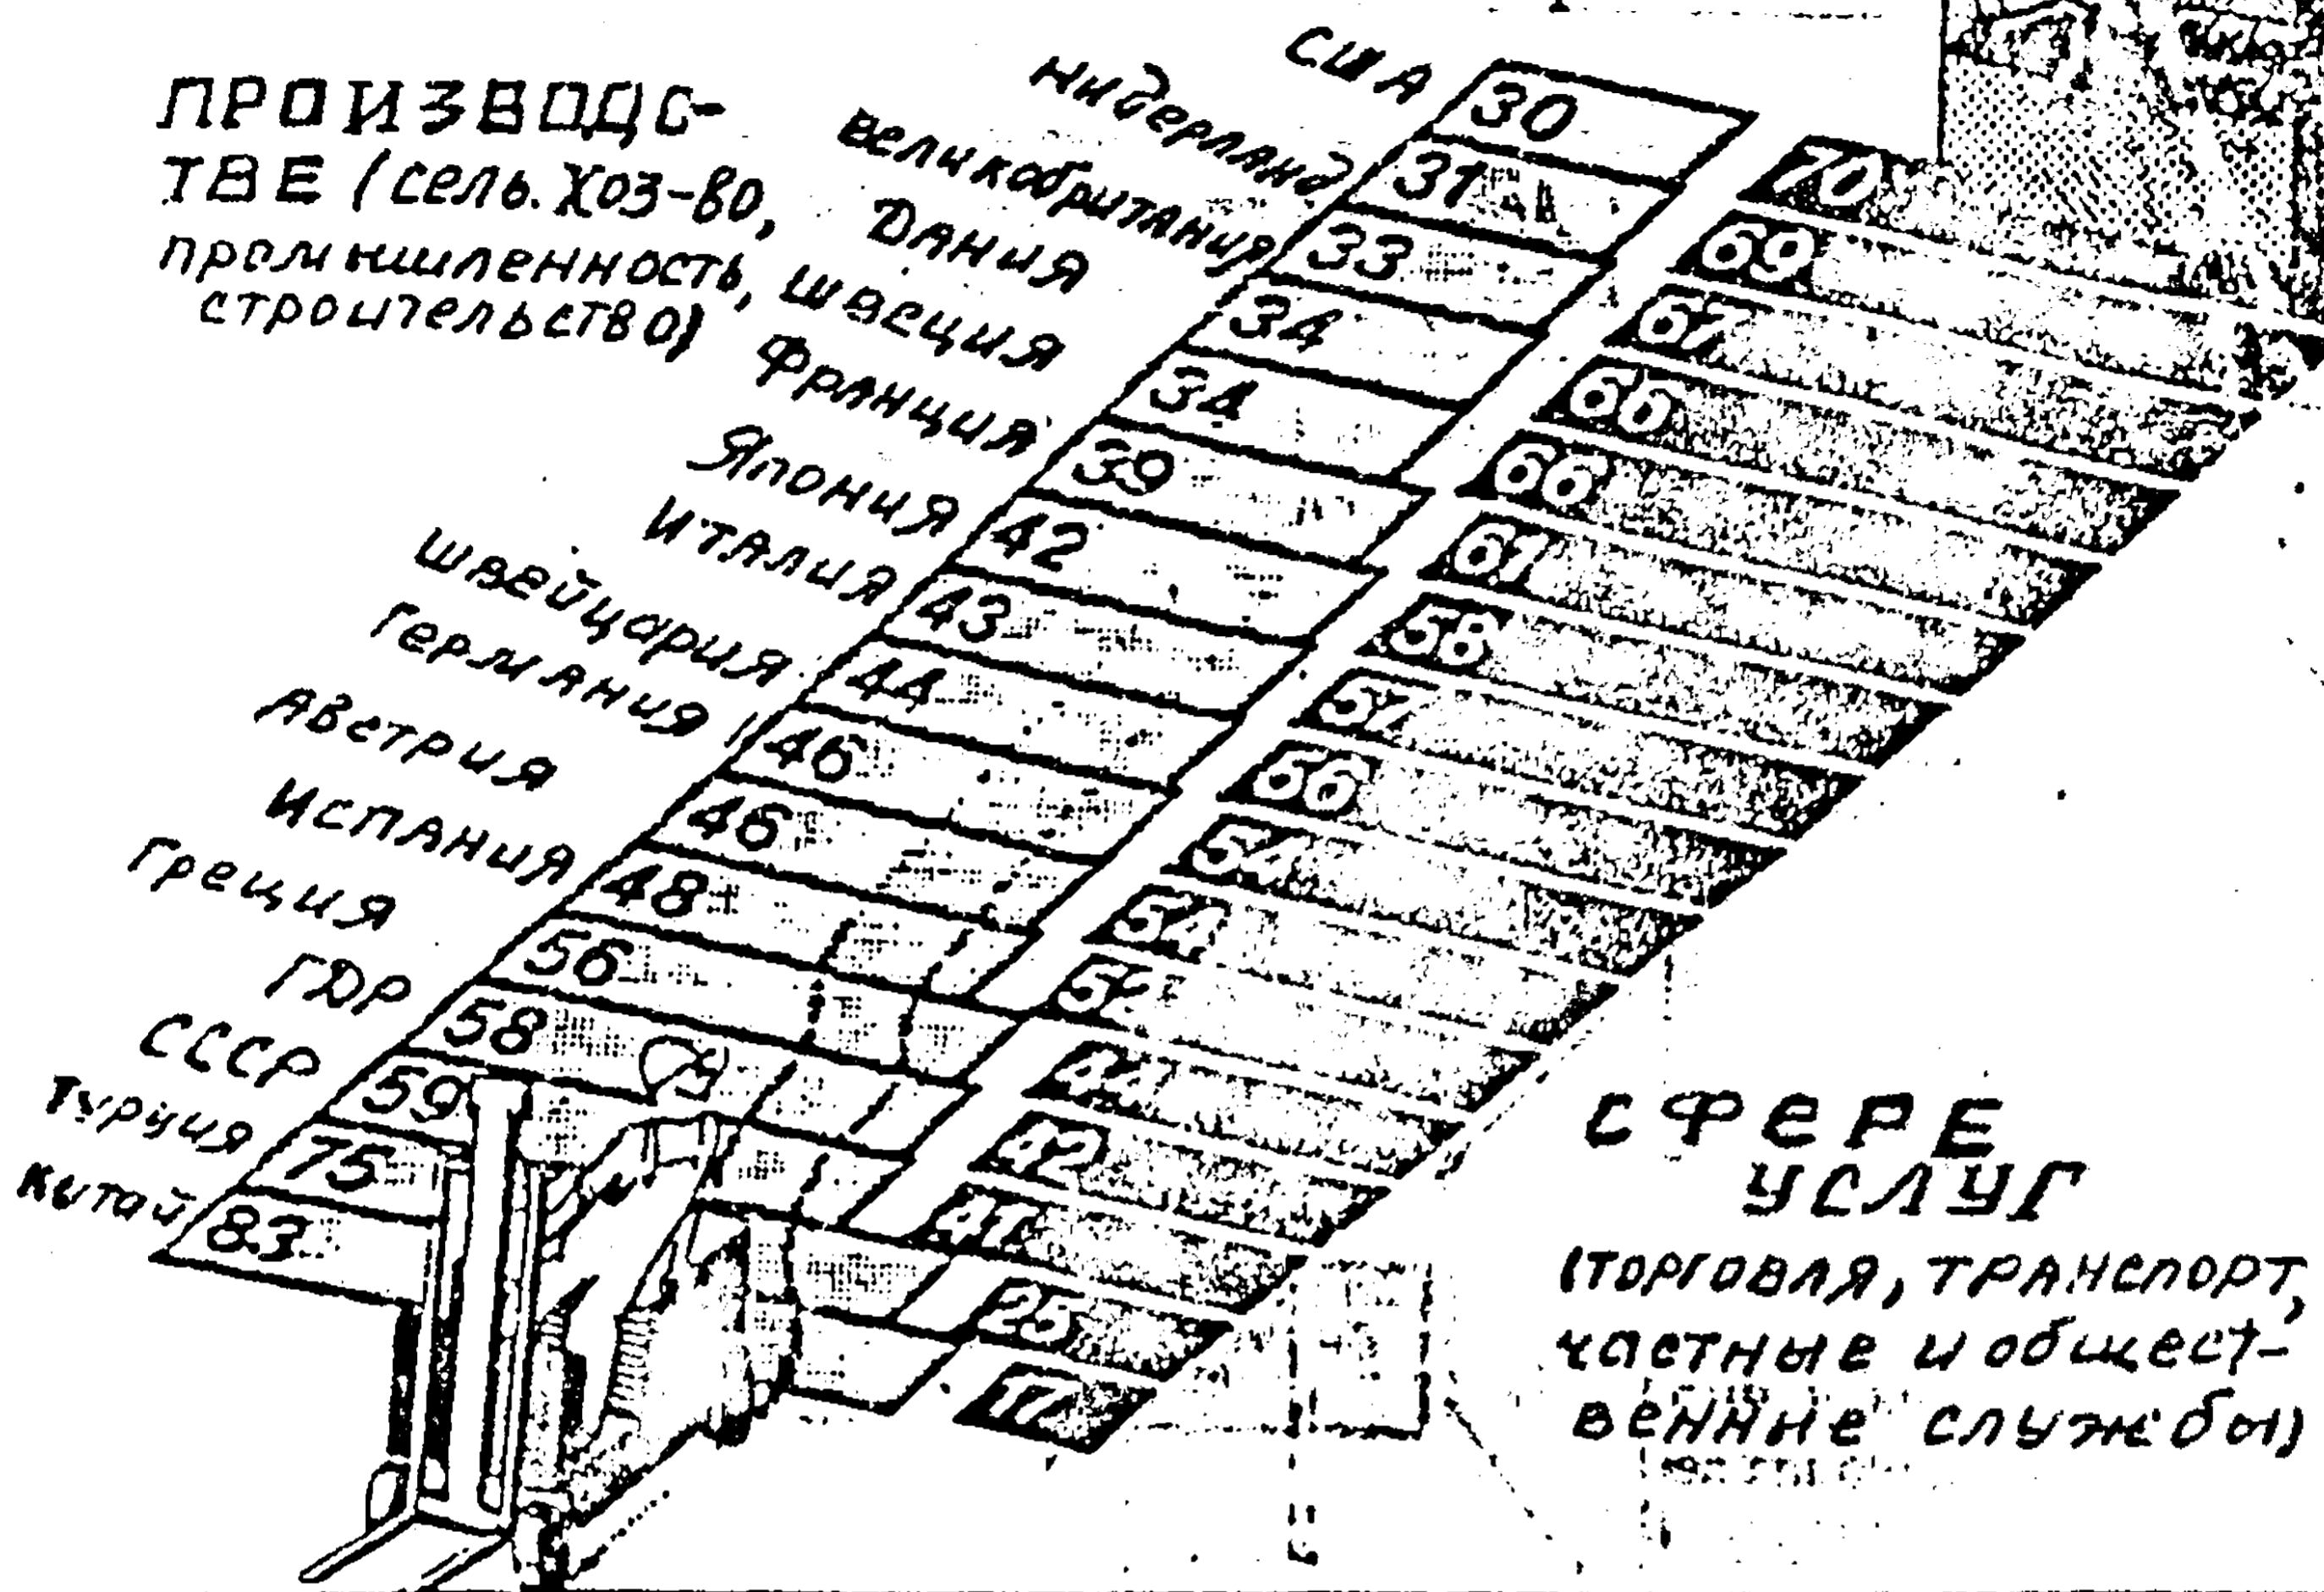 ПРОИЗВОДС-
ТВЕ (сель. хоз-во,
промышленность,
строительство)
США 30 70
Нидерланд. 31 69
Великобритания 33 67
Дания 34 66
Швеция 34 66
Франция 39 61
Япония 42 58
Италия 43 57
Швейцария 44 56
Германия 46 54
Австрия 46 54
Испания 48
Греция 56
ГДР 58 42
СССР 59 41
Турция 75 25
Китай 83 17
СФЕРЕ
УСЛУГ
(торговля, транспорт,
частные и общест-
венные службы)